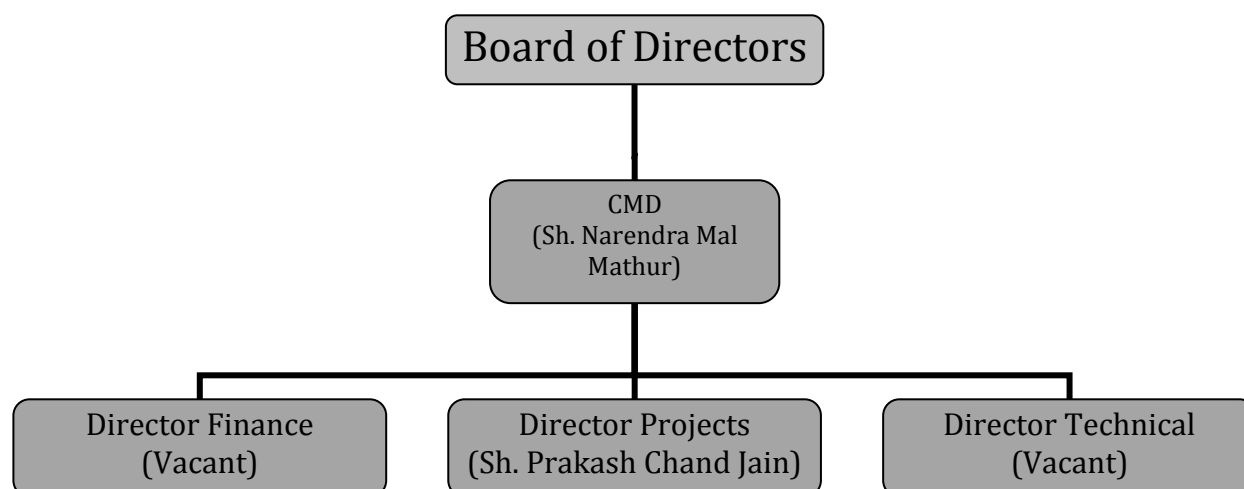 Board of Directors
CMD
(Sh. Narendra Mal
Mathur)
Director Finance
(Vacant)
Director Projects
(Sh. Prakash Chand Jain)
Director Technical
(Vacant)